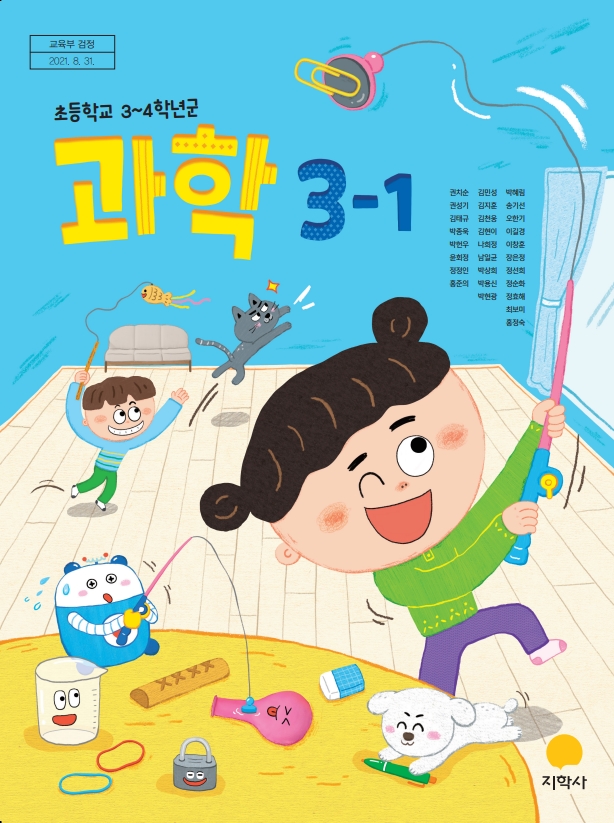 교육부 검정
2021. 8. 31.
초등학교 3~4학년군
과학 3-1
권치순 김민성 박혜림
권성기 김지훈 송기선
김태규 김현웅 오한기
박종욱 김현이 이길경
박헌우 나희정 이창훈
윤회정 남일균 장은정
정정인 박상희 정선희
홍준의 박용신 정순화
박현광 정효해
최보미
홍정숙
지학사